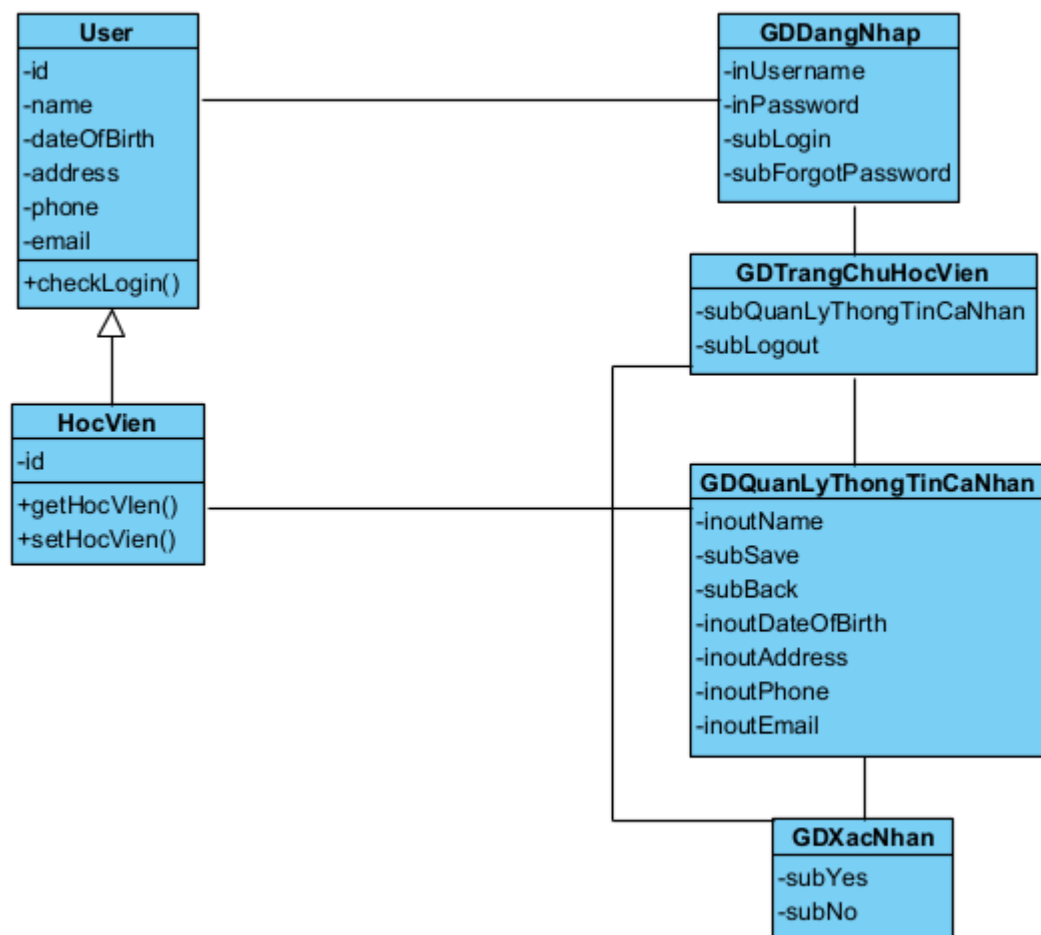 User
-id
-name
-dateOfBirth
-address
-phone
-email
+checkLogin()
HocVien
-id
+getHocVIen()
+setHocVien()
GDDangNhap
-inUsername
-inPassword
-subLogin
-subForgotPassword
GDTrangChuHocVien
-subQuanLyThongTinCaNhan
-subLogout
GDQuanLyThongTinCaNhan
-inoutName
-subSave
-subBack
-inoutDateOfBirth
-inoutAddress
-inoutPhone
-inoutEmail
GDXacNhan
-subYes
-subNo